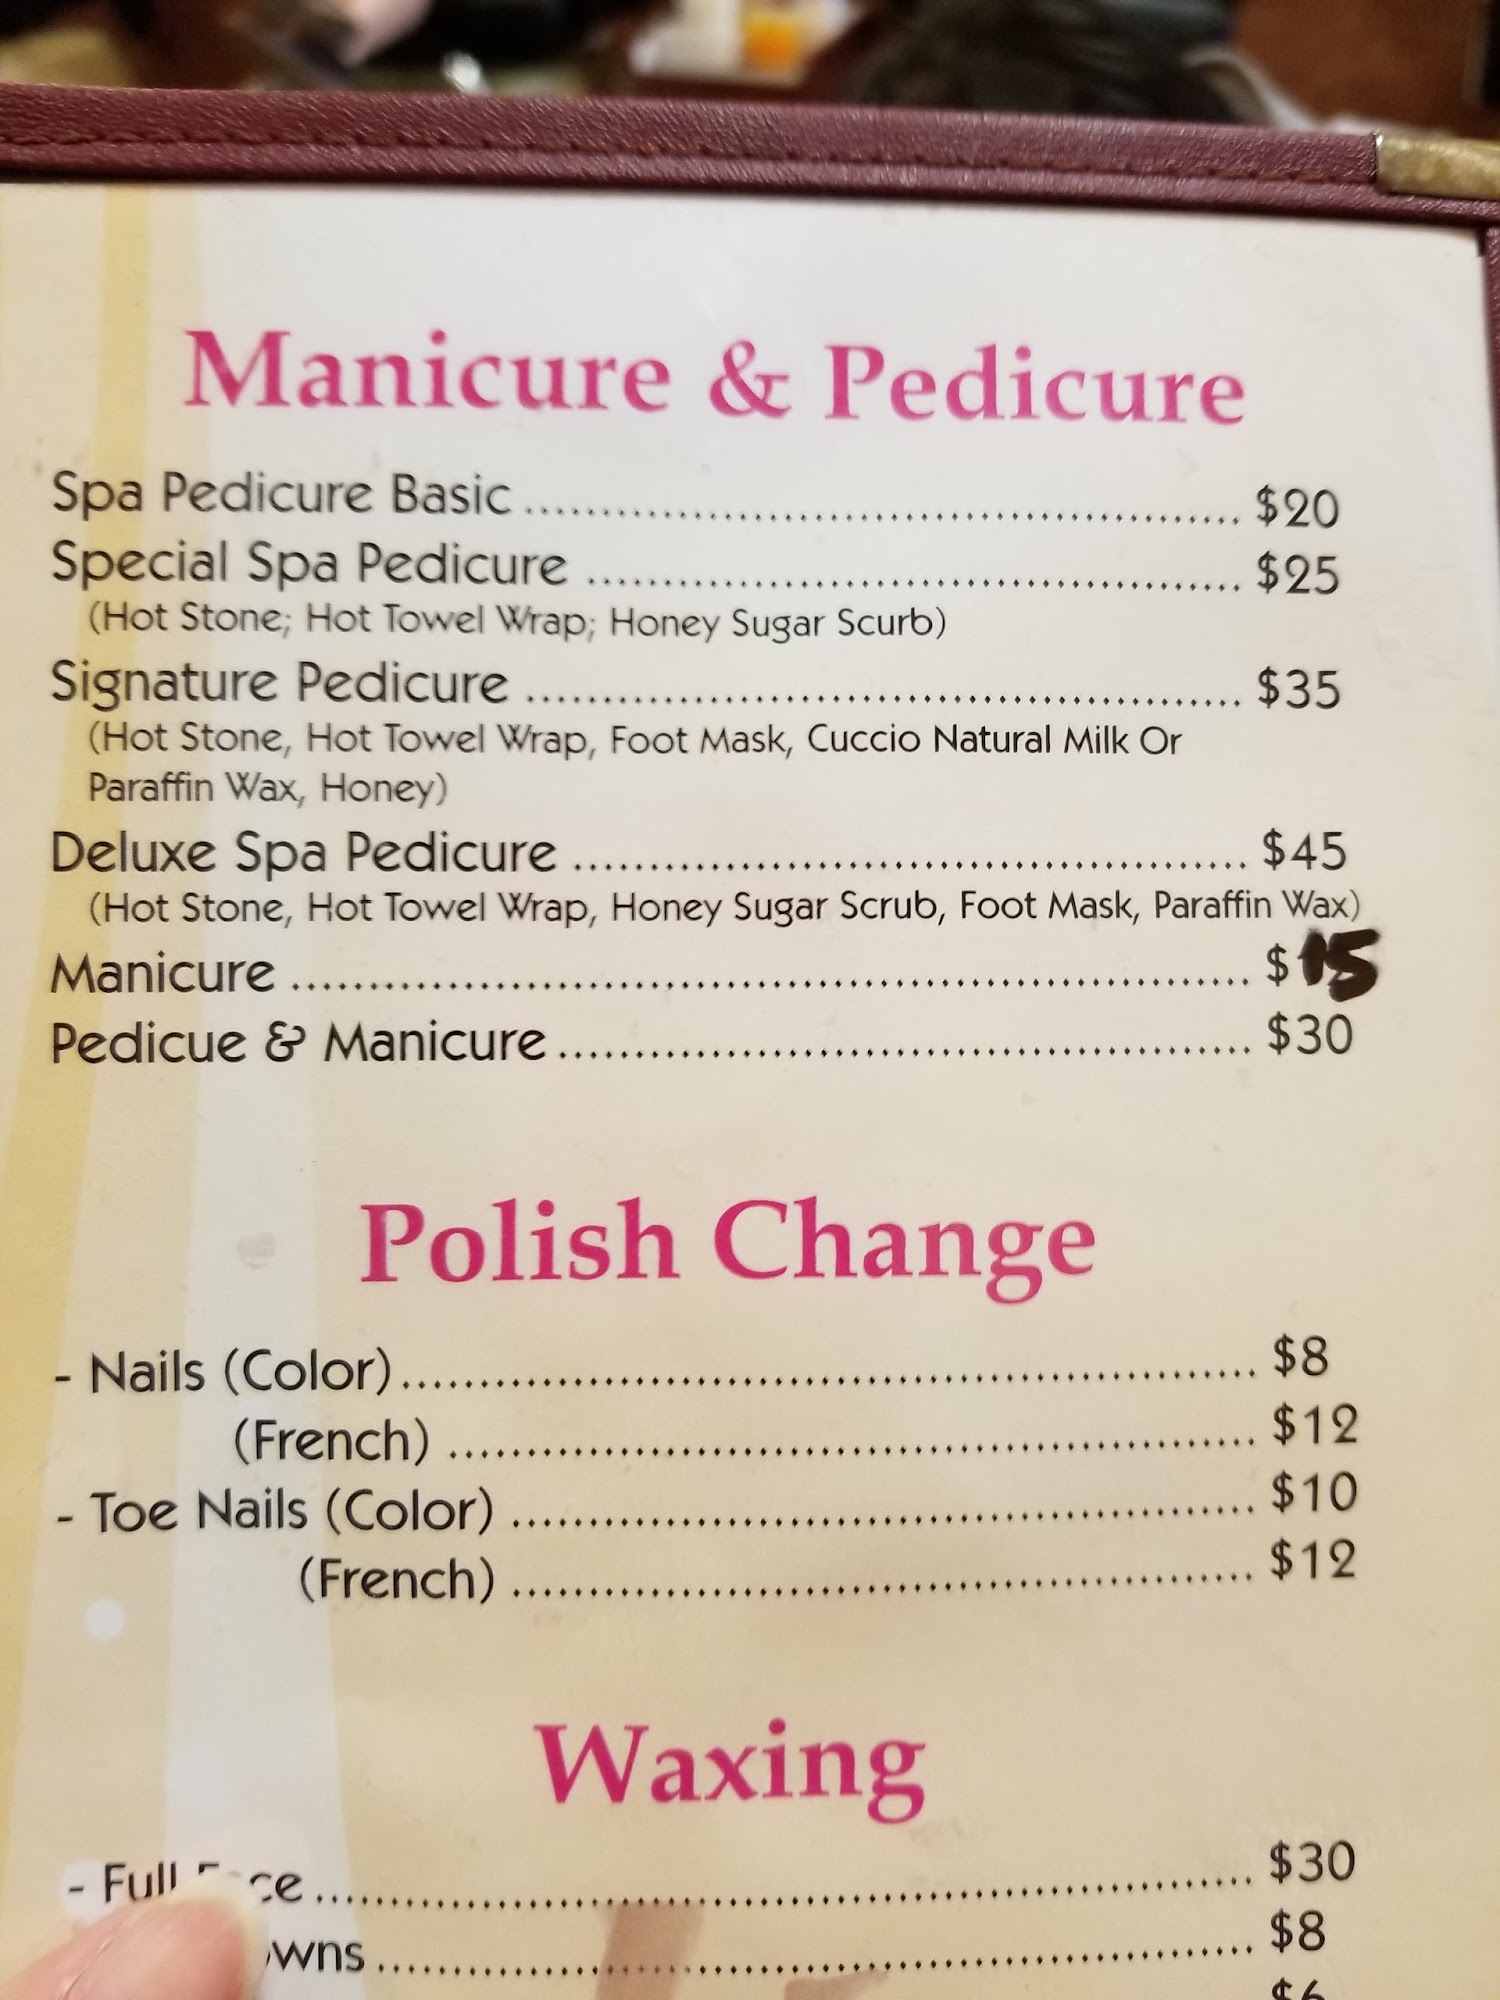 Manicure & Pedicure
Spa Pedicure Basic ........ $20
Special Spa Pedicure ........ $25
(Hot Stone; Hot Towel Wrap; Honey Sugar Scurb)
Signature Pedicure ........ $35
(Hot Stone, Hot Towel Wrap, Foot Mask, Cuccio Natural Milk Or
Paraffin Wax, Honey)
Deluxe Spa Pedicure ........ $45
(Hot Stone, Hot Towel Wrap, Honey Sugar Scrub, Foot Mask, Paraffin Wax)
Manicure ........ $15
Pedicue & Manicure ........ $30
Polish Change
- Nails (Color) ........ $8
(French) ........ $12
- Toe Nails (Color) ........ $10
(French) ........ $12
Waxing
- Full Face ........ $30
........ $8